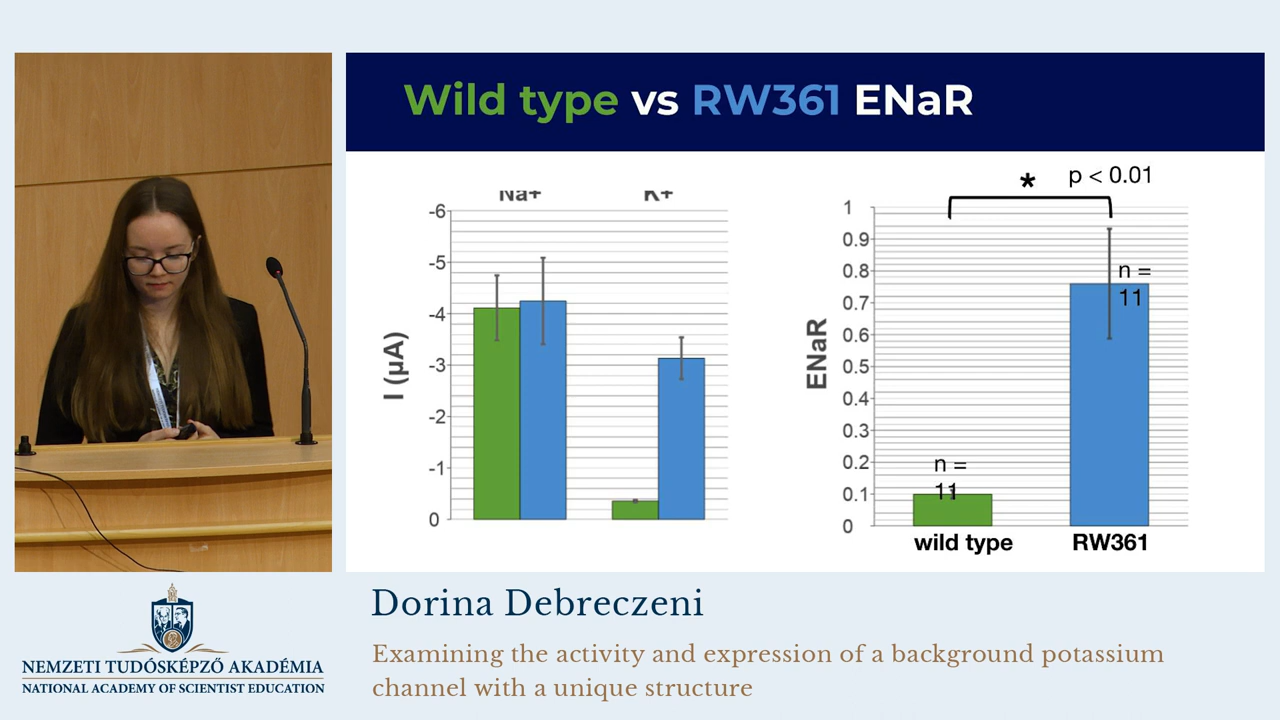 Wild type vs RW361 ENaR
Na+
K+
-6
-5
-4
-3
-2
-1
0
I (µA)
* p < 0.01
1
0.9
0.8
0.7
0.6
0.5
0.4
0.3
0.2
0.1
0
ENaR
n =
11
n =
11
wild type
RW361
NEMZETI TUDÓSKÉPZŐ AKADÉMIA
NATIONAL ACADEMY OF SCIENTIST EDUCATION
Dorina Debreczeni
Examining the activity and expression of a background potassium
channel with a unique structure